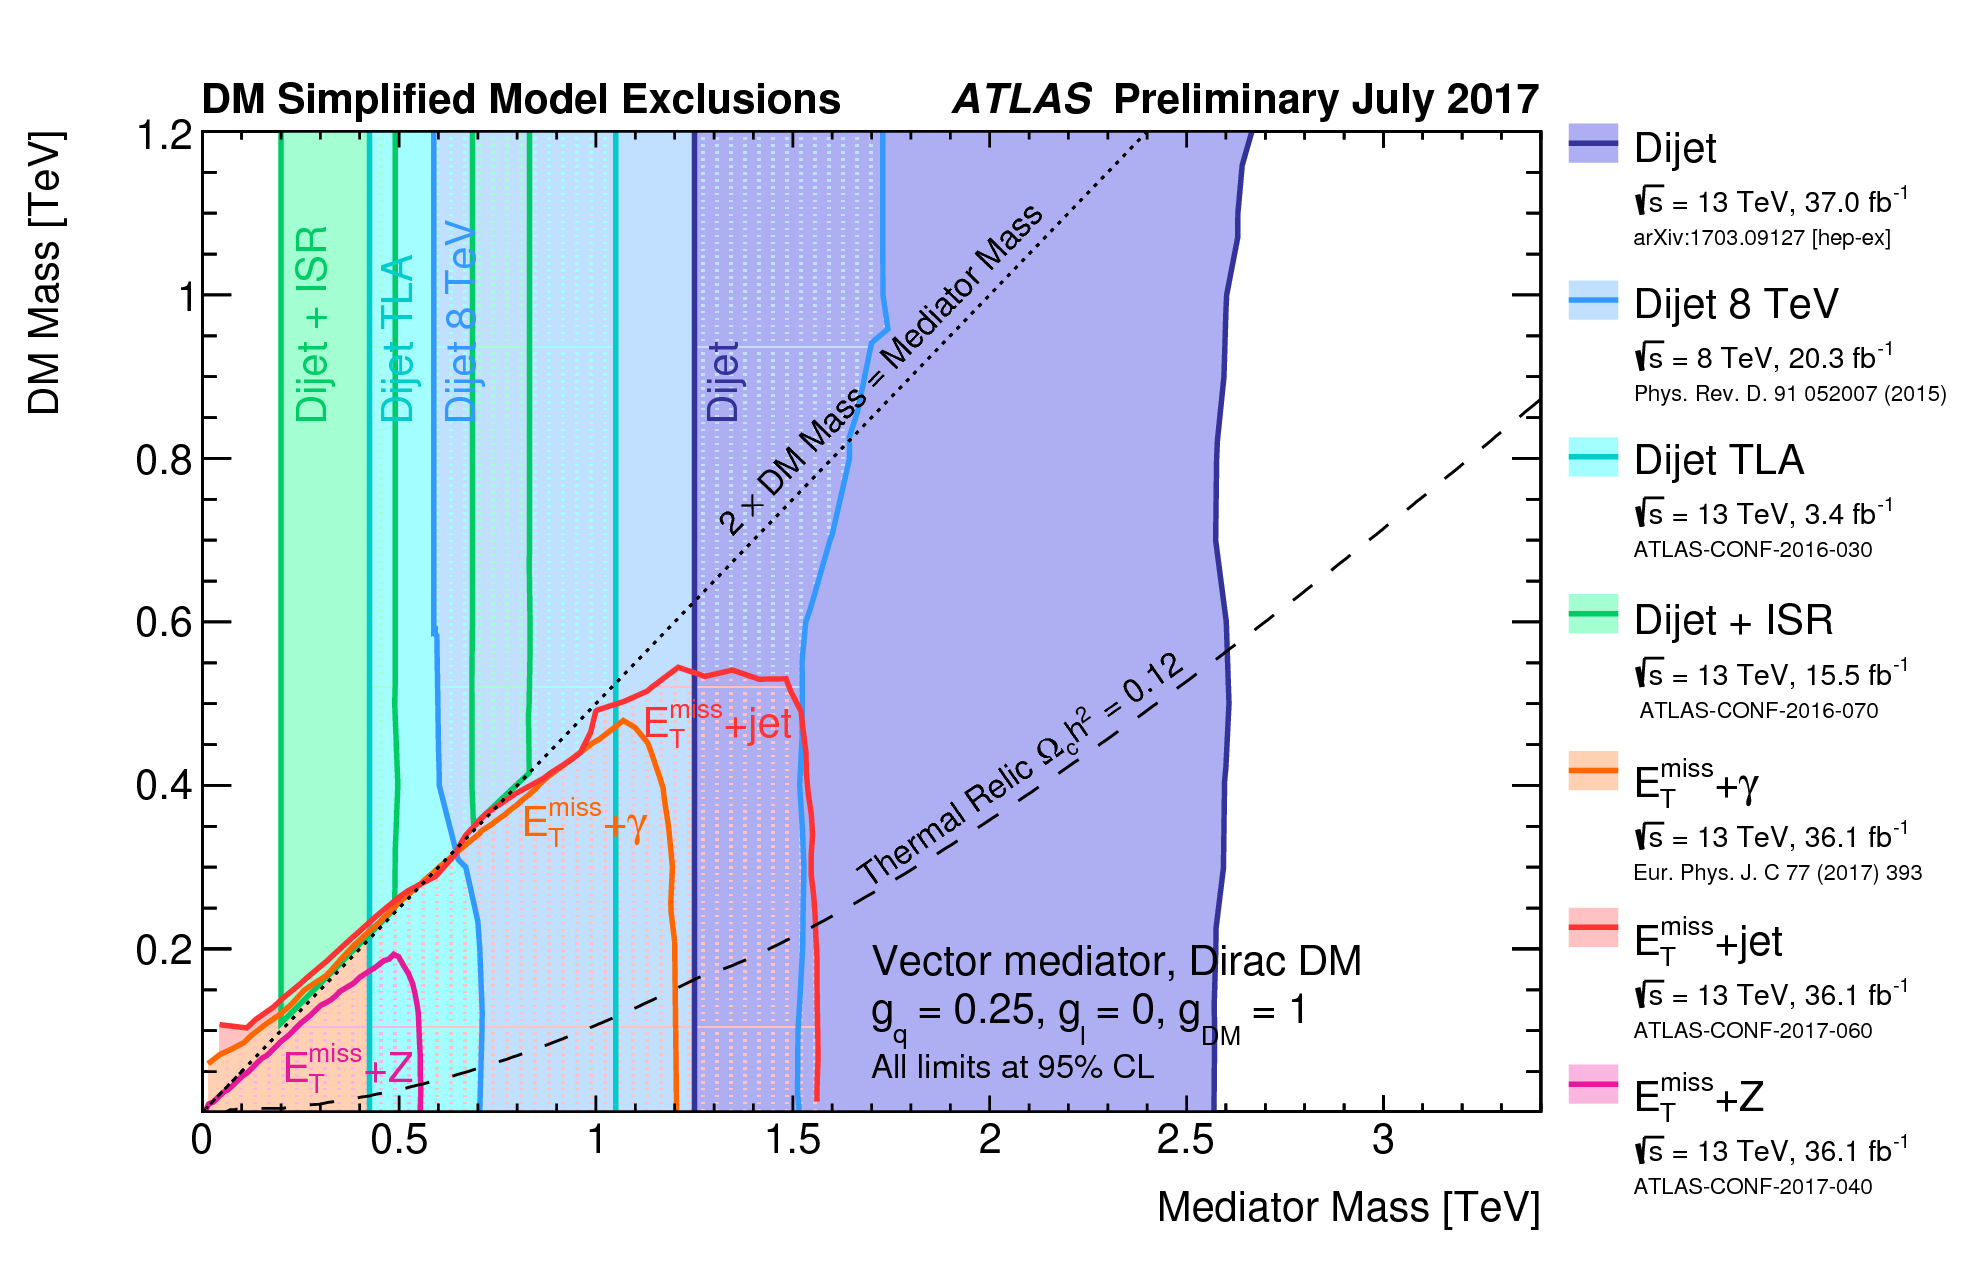 DM Simplified Model Exclusions ATLAS Preliminary July 2017
DM Mass [TeV]
1.2
1
0.8
0.6
0.4
0.2
0 0.5 1 1.5 2 2.5 3
Mediator Mass [TeV]
Dijet + ISR
Dijet TLA
Dijet 8 TeV
Dijet
2 × DM Mass = Mediator Mass
Thermal Relic Ω_c h² = 0.12
E_T^miss+jet
E_T^miss+γ
E_T^miss+Z
Vector mediator, Dirac DM
g_q = 0.25, g_l = 0, g_DM = 1
All limits at 95% CL
Dijet
√s = 13 TeV, 37.0 fb⁻¹
arXiv:1703.09127 [hep-ex]
Dijet 8 TeV
√s = 8 TeV, 20.3 fb⁻¹
Phys. Rev. D. 91 052007 (2015)
Dijet TLA
√s = 13 TeV, 3.4 fb⁻¹
ATLAS-CONF-2016-030
Dijet + ISR
√s = 13 TeV, 15.5 fb⁻¹
ATLAS-CONF-2016-070
E_T^miss+γ
√s = 13 TeV, 36.1 fb⁻¹
Eur. Phys. J. C 77 (2017) 393
E_T^miss+jet
√s = 13 TeV, 36.1 fb⁻¹
ATLAS-CONF-2017-060
E_T^miss+Z
√s = 13 TeV, 36.1 fb⁻¹
ATLAS-CONF-2017-040